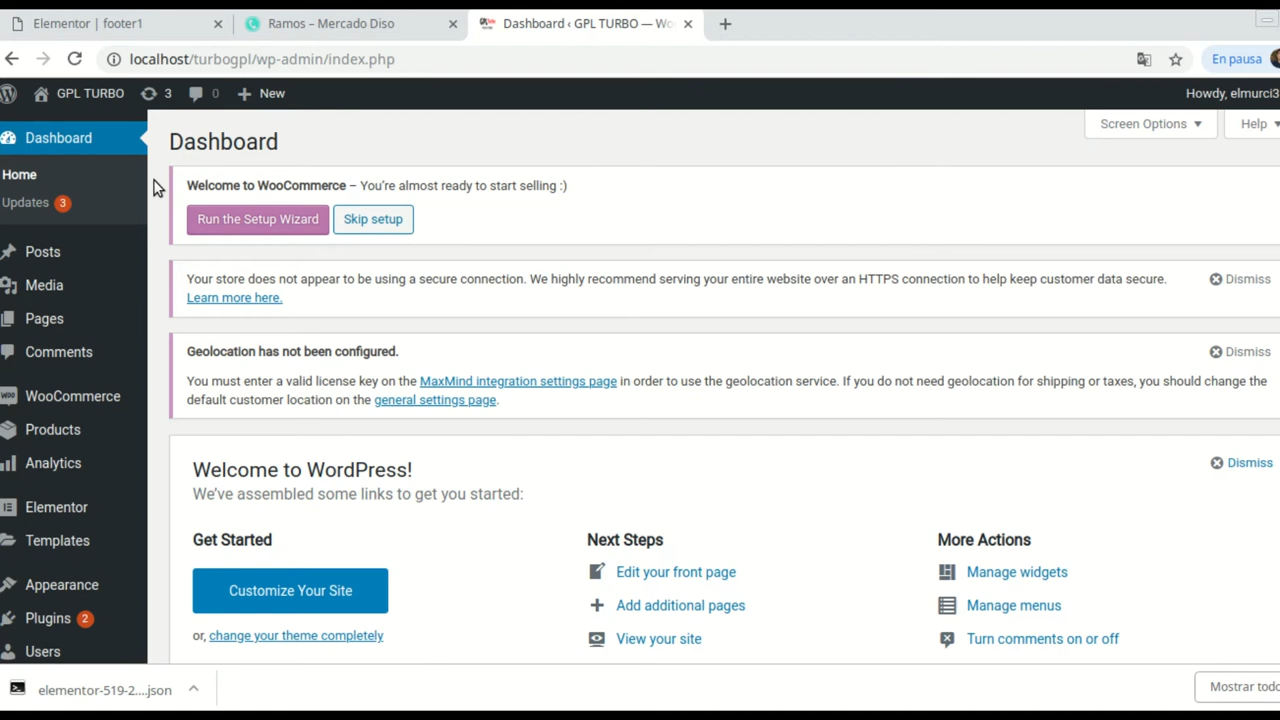 Elementor | footer1
Ramos – Mercado Diso
Dashboard ‹ GPL TURBO — Wo
localhost/turbogpl/wp-admin/index.php
En pausa
GPL TURBO
3
0
New
Howdy, elmurci3
Dashboard
Home
Updates 3
Posts
Media
Pages
Comments
WooCommerce
Products
Analytics
Elementor
Templates
Appearance
Plugins 2
Users
Dashboard
Screen Options
Help
Welcome to WooCommerce – You're almost ready to start selling :)
Run the Setup Wizard
Skip setup
Your store does not appear to be using a secure connection. We highly recommend serving your entire website over an HTTPS connection to help keep customer data secure.
Learn more here.
Dismiss
Geolocation has not been configured.
Dismiss
You must enter a valid license key on the MaxMind integration settings page in order to use the geolocation service. If you do not need geolocation for shipping or taxes, you should change the
default customer location on the general settings page.
Welcome to WordPress!
Dismiss
We've assembled some links to get you started:
Get Started
Customize Your Site
or, change your theme completely
Next Steps
Edit your front page
Add additional pages
View your site
More Actions
Manage widgets
Manage menus
Turn comments on or off
elementor-519-2....json
Mostrar todo